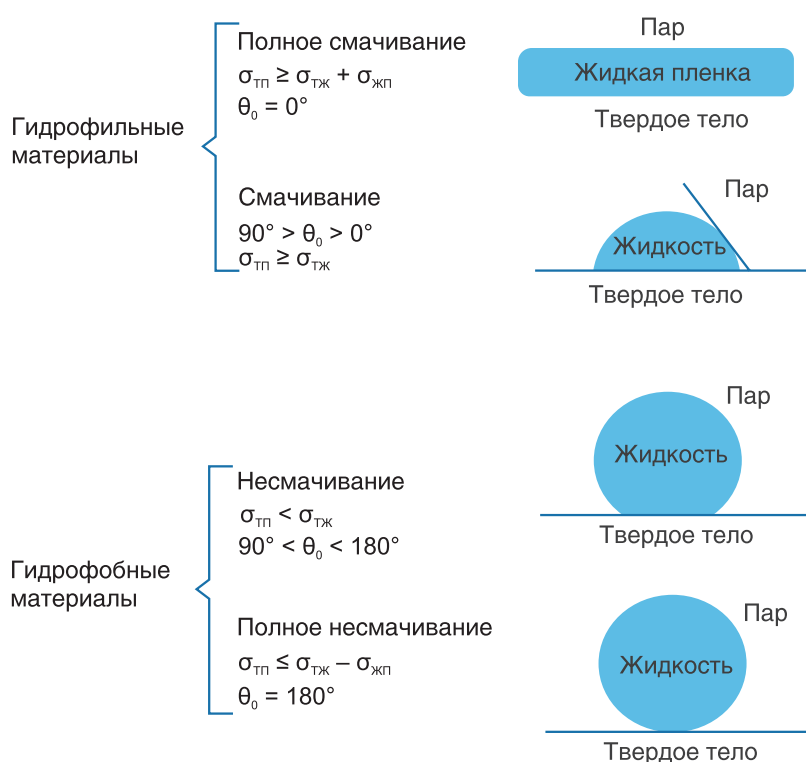 Гидрофильные
материалы
Полное смачивание
σТП ≥ σТЖ + σЖП
θ0 = 0°
Пар
Жидкая пленка
Твердое тело
Смачивание
90° > θ0 > 0°
σТП ≥ σТЖ
Пар
Жидкость
Твердое тело
Гидрофобные
материалы
Несмачивание
σТП < σТЖ
90° < θ0 < 180°
Пар
Жидкость
Твердое тело
Полное несмачивание
σТП ≤ σТЖ – σЖП
θ0 = 180°
Пар
Жидкость
Твердое тело